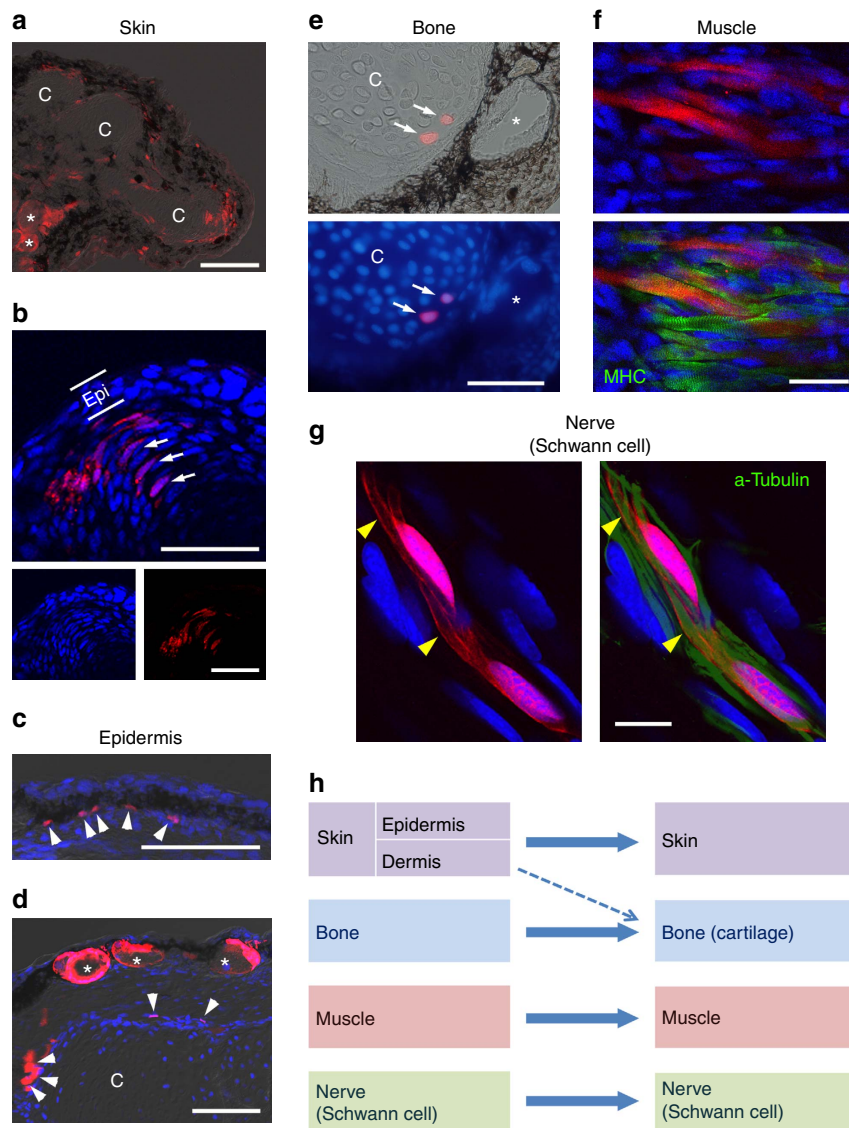 a
Skin
C
C
C
*
*
b
Epi
c
Epidermis
d
*
*
*
C
e
Bone
C
*
C
*
f
Muscle
MHC
g
Nerve
(Schwann cell)
a-Tubulin
h
Skin
Epidermis
Dermis
Skin
Bone
Bone (cartilage)
Muscle
Muscle
Nerve
(Schwann cell)
Nerve
(Schwann cell)